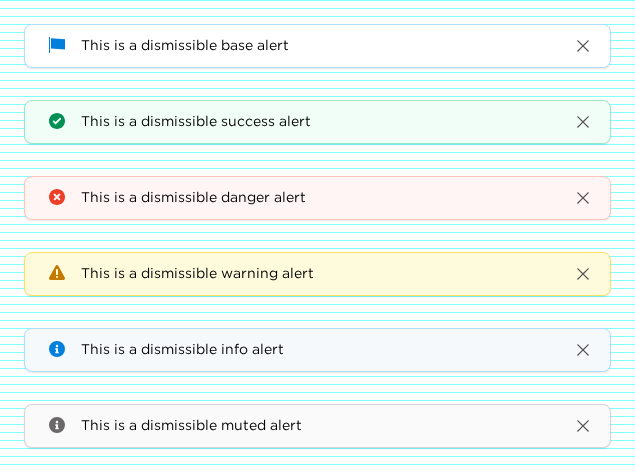 This is a dismissible base alert
This is a dismissible success alert
This is a dismissible danger alert
This is a dismissible warning alert
This is a dismissible info alert
This is a dismissible muted alert